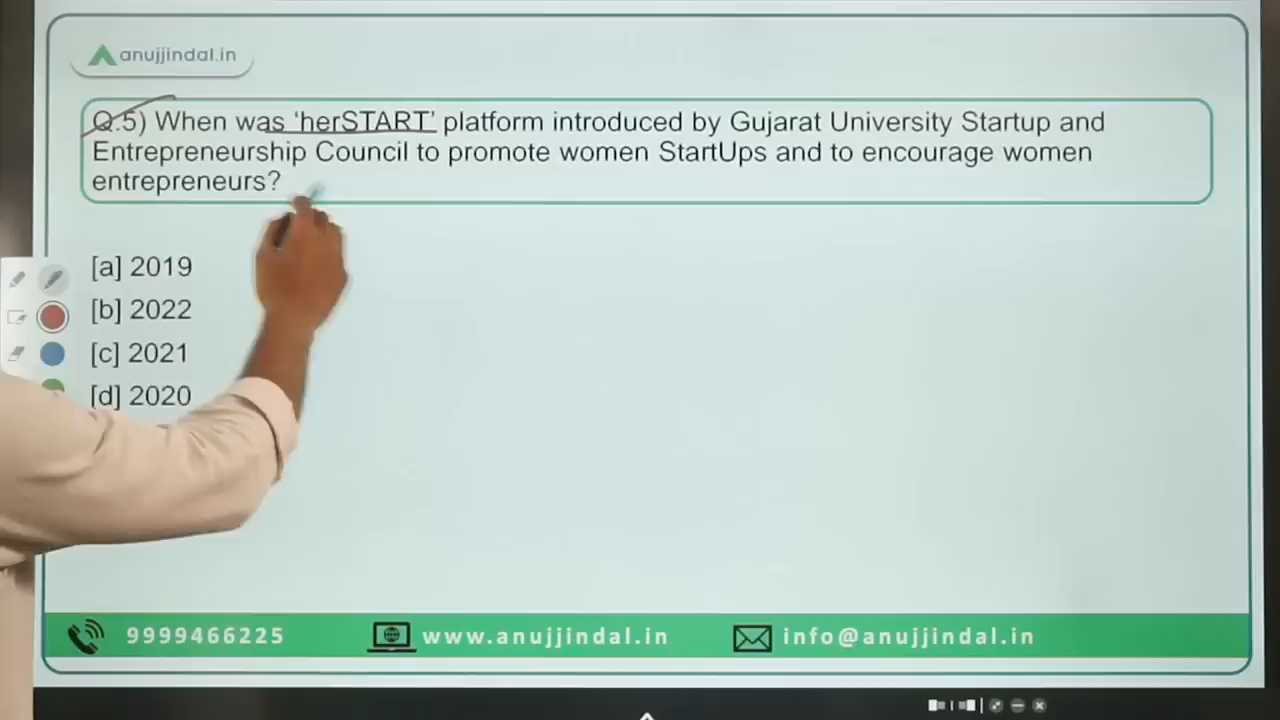 anujjindal.in
Q.5) When was ‘herSTART’ platform introduced by Gujarat University Startup and
Entrepreneurship Council to promote women StartUps and to encourage women
entrepreneurs?
[a] 2019
[b] 2022
[c] 2021
[d] 2020
9999466225
www.anujjindal.in
info@anujjindal.in